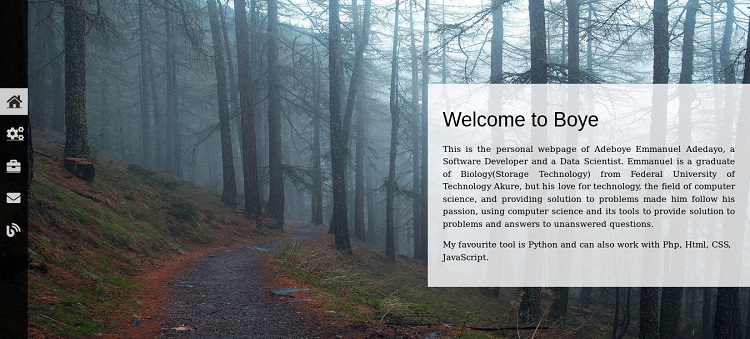 Welcome to Boye
This is the personal webpage of Adeboye Emmanuel Adedayo, a
Software Developer and a Data Scientist. Emmanuel is a graduate
of Biology(Storage Technology) from Federal University of
Technology Akure, but his love for technology, the field of computer
science, and providing solution to problems made him follow his
passion, using computer science and its tools to provide solution to
problems and answers to unanswered questions.
My favourite tool is Python and can also work with Php, Html, CSS,
JavaScript.